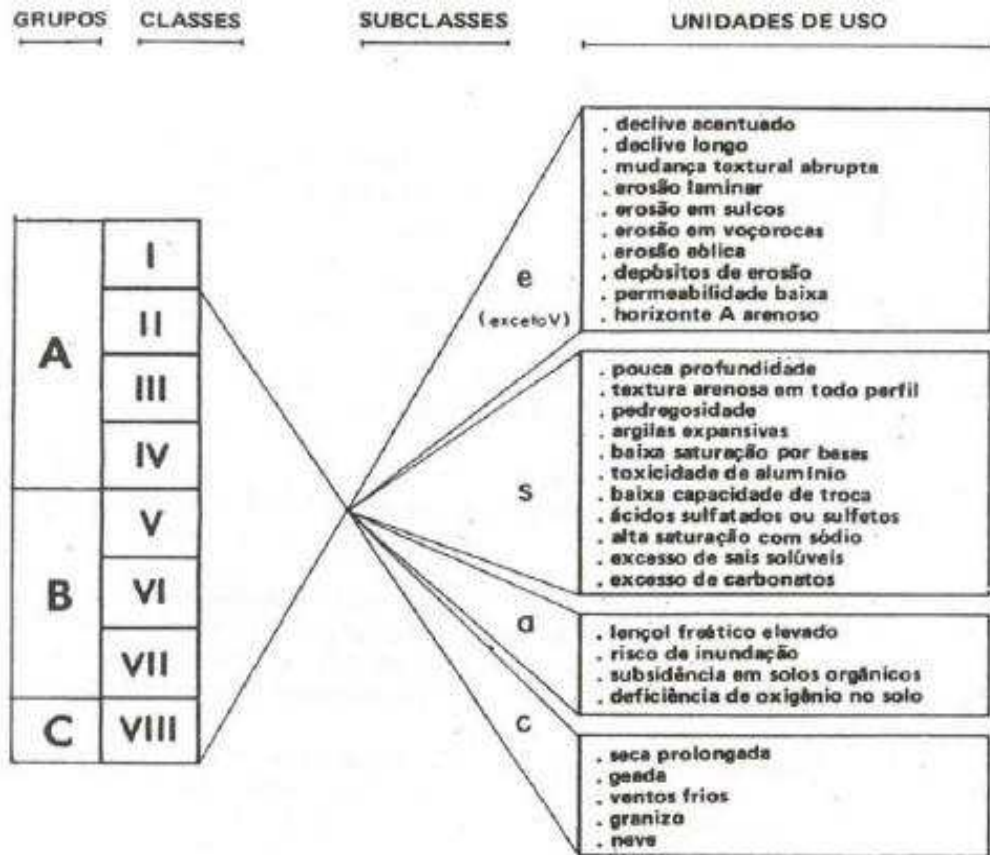 GRUPOS CLASSES SUBCLASSES UNIDADES DE USO
A
B
C
I
II
III
IV
V
VI
VII
VIII
e
(exceto V)
s
a
c
. declive acentuado
. declive longo
. mudança textural abrupta
. erosão laminar
. erosão em sulcos
. erosão em voçorocas
. erosão eólica
. depósitos de erosão
. permeabilidade baixa
. horizonte A arenoso
. pouca profundidade
. textura arenosa em todo perfil
. pedregosidade
. argilas expansivas
. baixa saturação por bases
. toxicidade de alumínio
. baixa capacidade de troca
. ácidos sulfatados ou sulfetos
. alta saturação com sódio
. excesso de sais solúveis
. excesso de carbonatos
. lençol freático elevado
. risco de inundação
. subsidência em solos orgânicos
. deficiência de oxigênio no solo
. seca prolongada
. geada
. ventos frios
. granizo
. neve